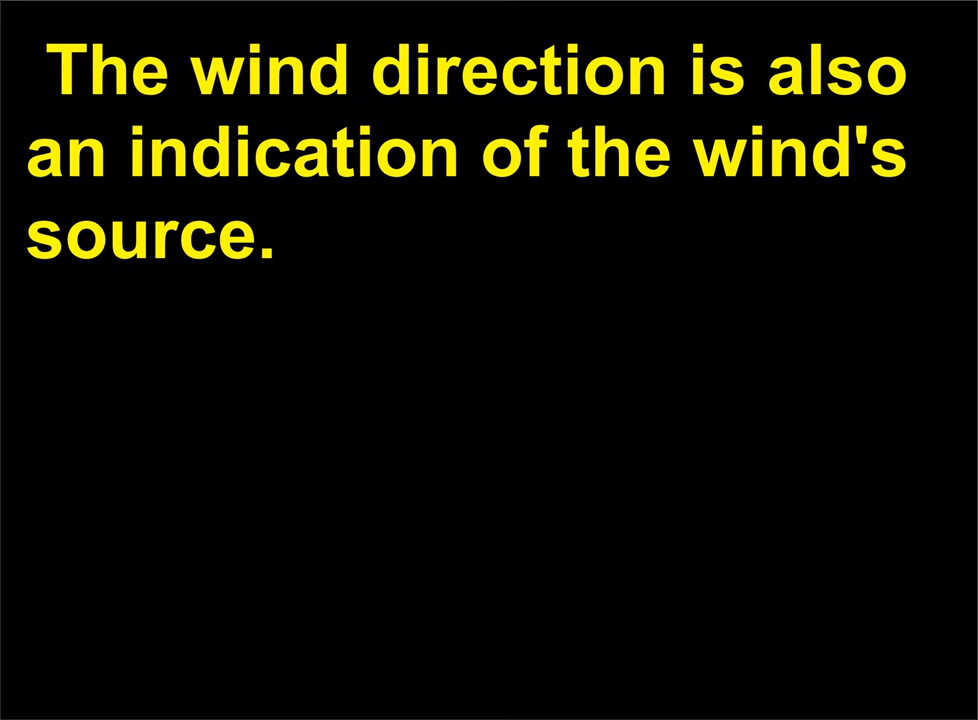 The wind direction is also
an indication of the wind's
source.